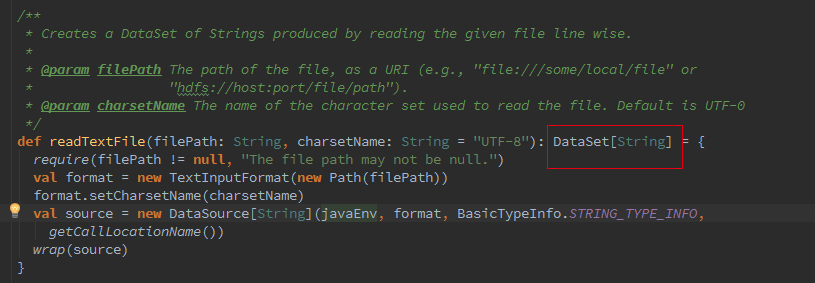 /**
 * Creates a DataSet of Strings produced by reading the given file line wise.
 *
 * @param filePath The path of the file, as a URI (e.g., "file:///some/local/file" or
 *                 "hdfs://host:port/file/path").
 * @param charsetName The name of the character set used to read the file. Default is UTF-0
 */
def readTextFile(filePath: String, charsetName: String = "UTF-8"): DataSet[String] = {
  require(filePath != null, "The file path may not be null.")
  val format = new TextInputFormat(new Path(filePath))
  format.setCharsetName(charsetName)
  val source = new DataSource[String](javaEnv, format, BasicTypeInfo.STRING_TYPE_INFO,
    getCallLocationName())
  wrap(source)
}